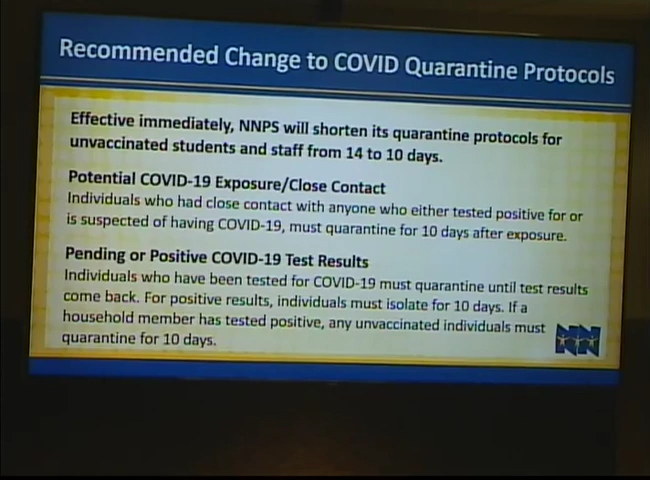 Recommended Change to COVID Quarantine Protocols
Effective immediately, NNPS will shorten its quarantine protocols for
unvaccinated students and staff from 14 to 10 days.
Potential COVID-19 Exposure/Close Contact
Individuals who had close contact with anyone who either tested positive for or
is suspected of having COVID-19, must quarantine for 10 days after exposure.
Pending or Positive COVID-19 Test Results
Individuals who have been tested for COVID-19 must quarantine until test results
come back. For positive results, individuals must isolate for 10 days. If a
household member has tested positive, any unvaccinated individuals must
quarantine for 10 days.
NN